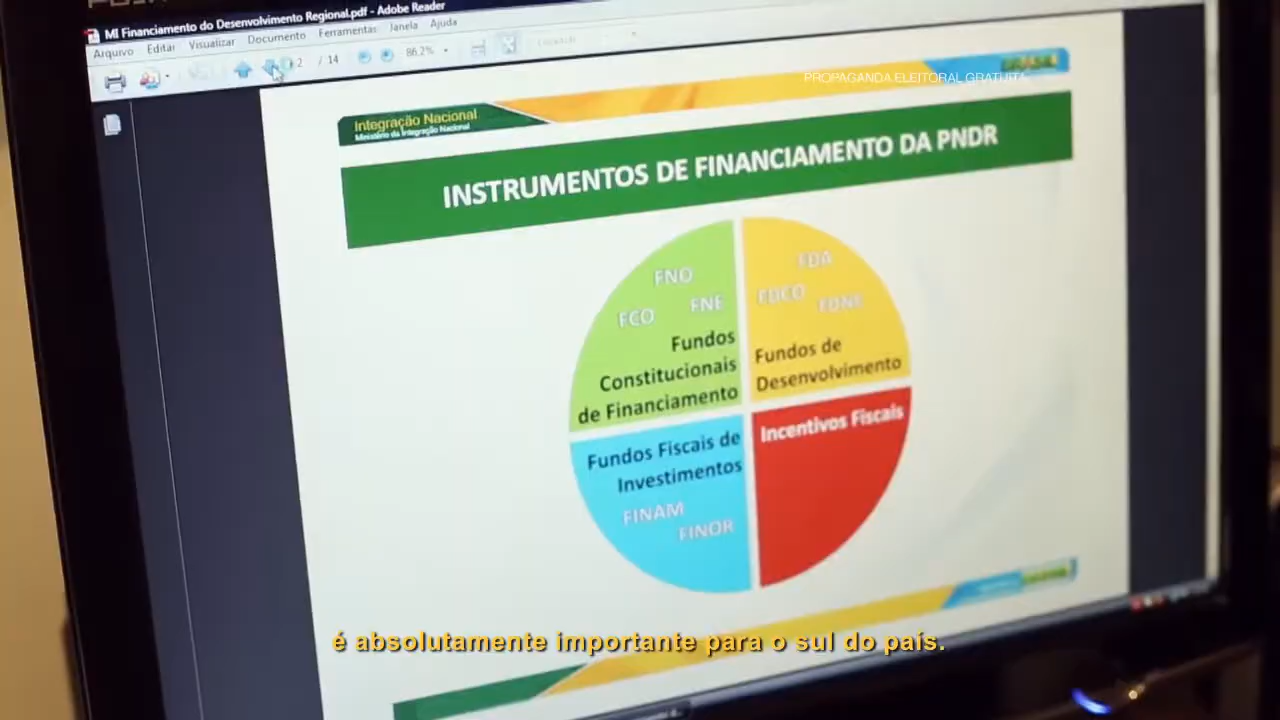 MI Financiamento do Desenvolvimento Regional.pdf - Adobe Reader
Arquivo Editar Visualizar Documento Ferramentas Janela Ajuda
2 / 14 86,2%
PROPAGANDA ELEITORAL GRATUITA
Integração Nacional
Ministério da Integração Nacional
INSTRUMENTOS DE FINANCIAMENTO DA PNDR
FNO
FCO FNE
Fundos
Constitucionais
de Financiamento
FDA
FDCO FDNE
Fundos de
Desenvolvimento
Fundos Fiscais de
Investimentos
FINAM
FINOR
Incentivos Fiscais
é absolutamente importante para o sul do país.